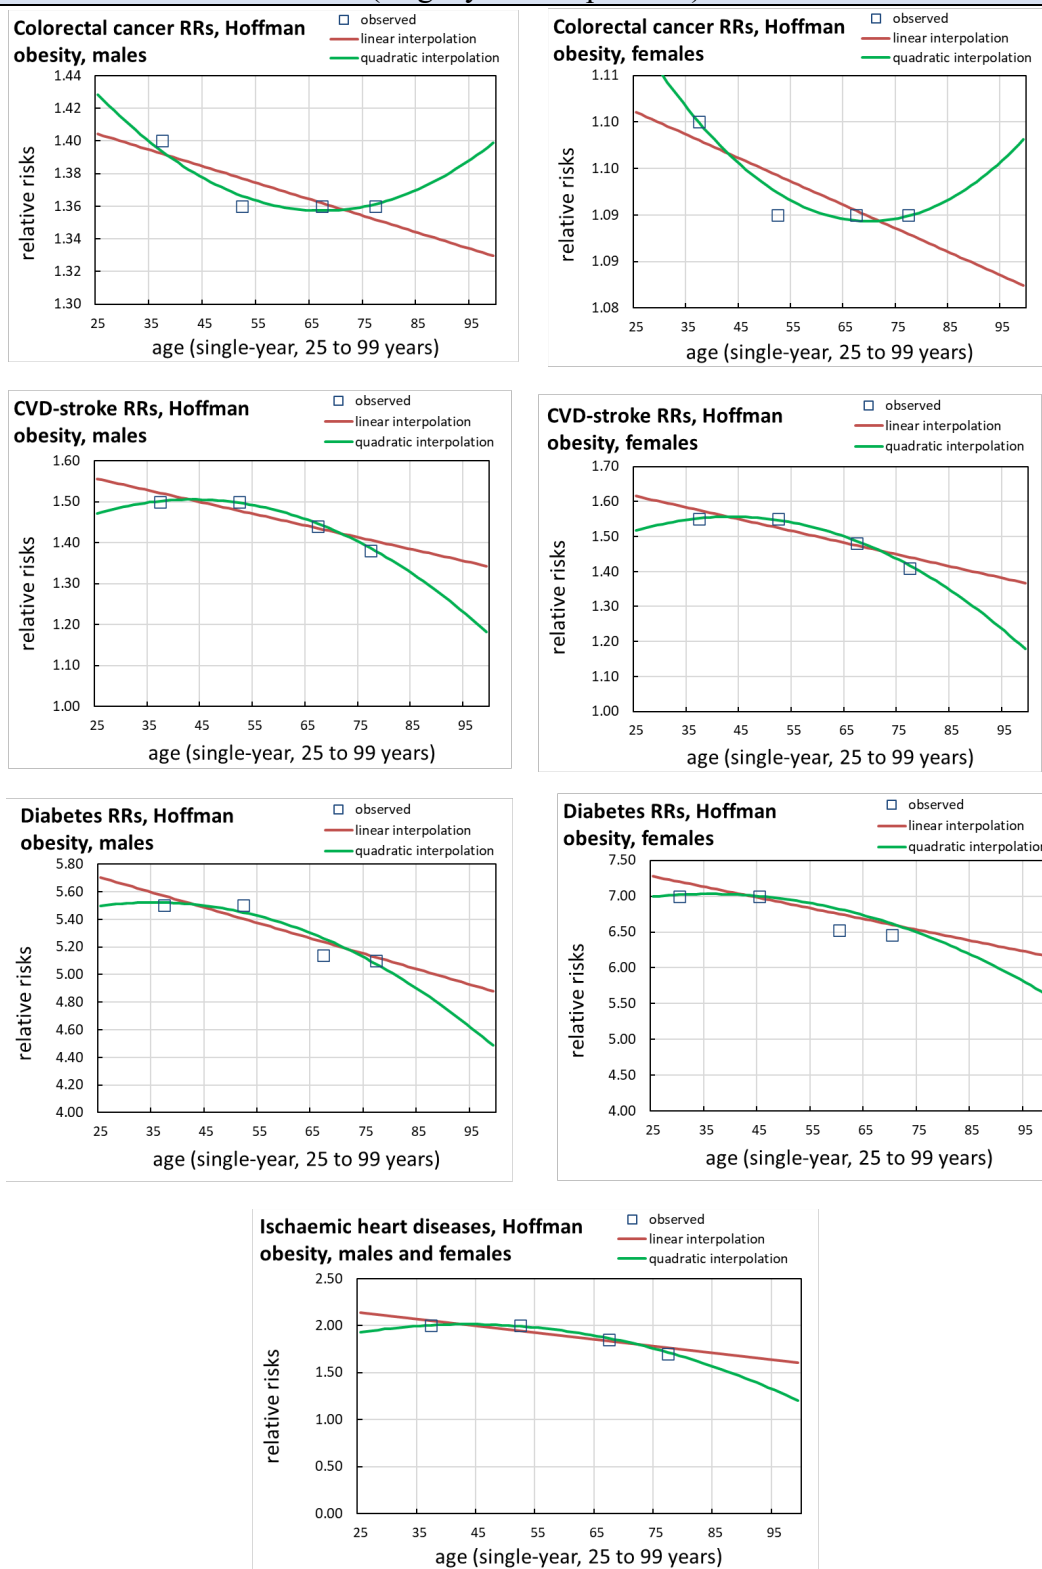 Colorectal cancer RRs, Hoffman
obesity, males
observed
linear interpolation
quadratic interpolation
1.44
1.42
1.40
1.38
1.36
1.34
1.32
1.30
relative risks
25 35 45 55 65 75 85 95
age (single-year, 25 to 99 years)
Colorectal cancer RRs, Hoffman
obesity, females
observed
linear interpolation
quadratic interpolation
1.11
1.10
1.10
1.09
1.09
1.08
relative risks
25 35 45 55 65 75 85 95
age (single-year, 25 to 99 years)
CVD-stroke RRs, Hoffman
obesity, males
observed
linear interpolation
quadratic interpolation
1.60
1.50
1.40
1.30
1.20
1.10
1.00
relative risks
25 35 45 55 65 75 85 95
age (single-year, 25 to 99 years)
CVD-stroke RRs, Hoffman
obesity, females
observed
linear interpolation
quadratic interpolation
1.70
1.60
1.50
1.40
1.30
1.20
1.10
1.00
relative risks
25 35 45 55 65 75 85 95
age (single-year, 25 to 99 years)
Diabetes RRs, Hoffman
obesity, males
observed
linear interpolation
quadratic interpolation
5.80
5.60
5.40
5.20
5.00
4.80
4.60
4.40
4.20
4.00
relative risks
25 35 45 55 65 75 85 95
age (single-year, 25 to 99 years)
Diabetes RRs, Hoffman
obesity, females
observed
linear interpolation
quadratic interpolation
7.50
7.00
6.50
6.00
5.50
5.00
4.50
4.00
relative risks
25 35 45 55 65 75 85 95
age (single-year, 25 to 99 years)
Ischaemic heart diseases, Hoffman
obesity, males and females
observed
linear interpolation
quadratic interpolation
2.50
2.00
1.50
1.00
0.50
0.00
relative risks
25 35 45 55 65 75 85 95
age (single-year, 25 to 99 years)